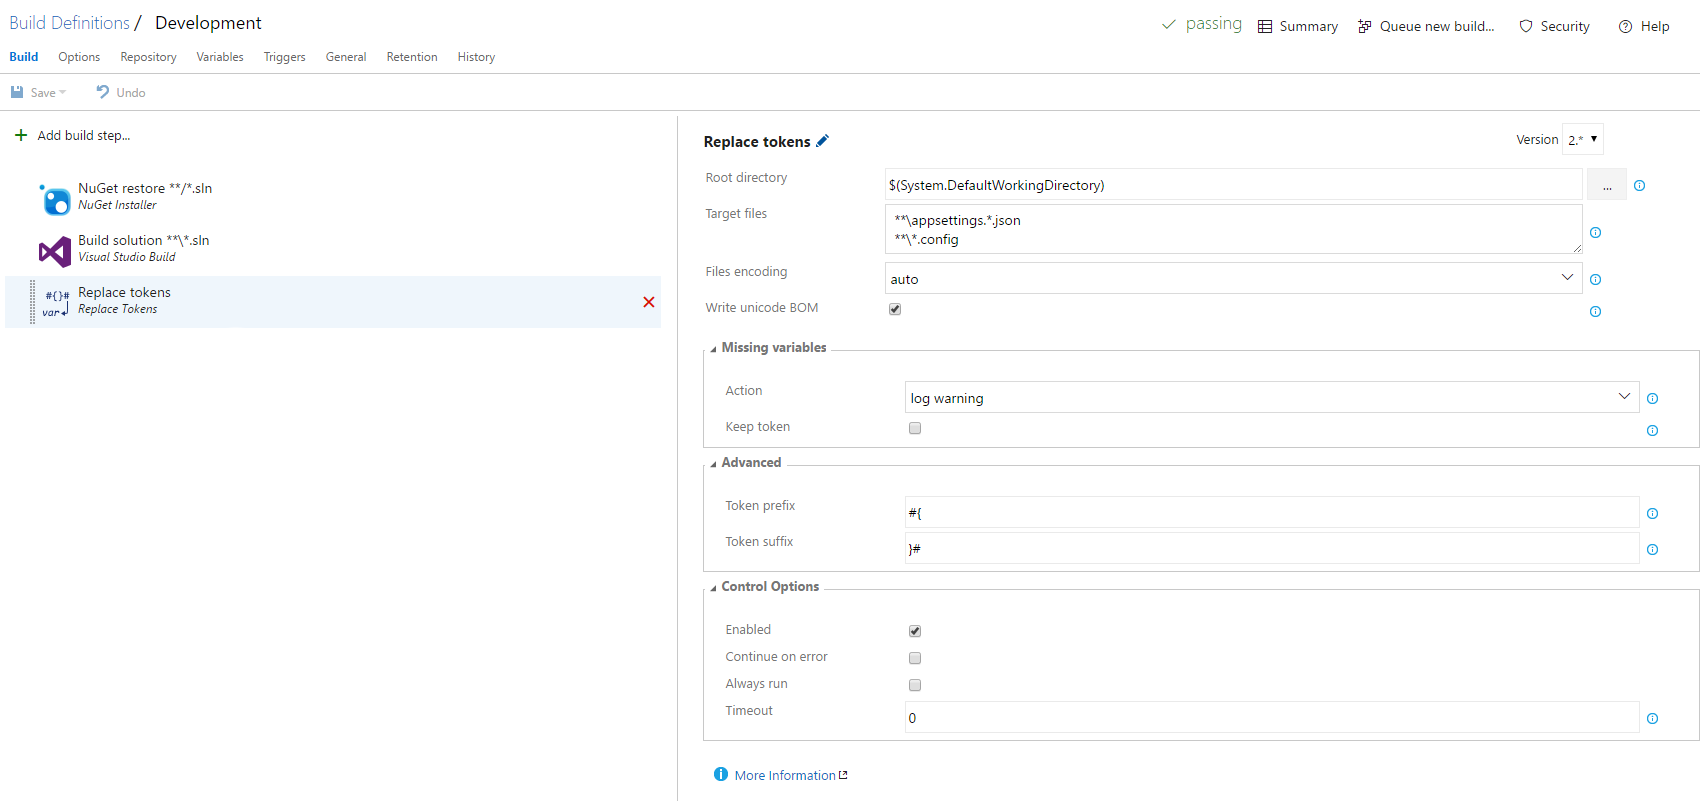 Build Definitions / Development
passing Summary Queue new build... Security Help
Build Options Repository Variables Triggers General Retention History
Save Undo
Add build step...
NuGet restore **/*.sln
NuGet Installer
Build solution **\*.sln
Visual Studio Build
#{}#
var
Replace tokens
Replace Tokens
Replace tokens
Version 2.*
Root directory
$(System.DefaultWorkingDirectory)
...
Target files
**\appsettings.*.json
**\*.config
Files encoding
auto
Write unicode BOM
Missing variables
Action
log warning
Keep token
Advanced
Token prefix
#{
Token suffix
}#
Control Options
Enabled
Continue on error
Always run
Timeout
0
More Information